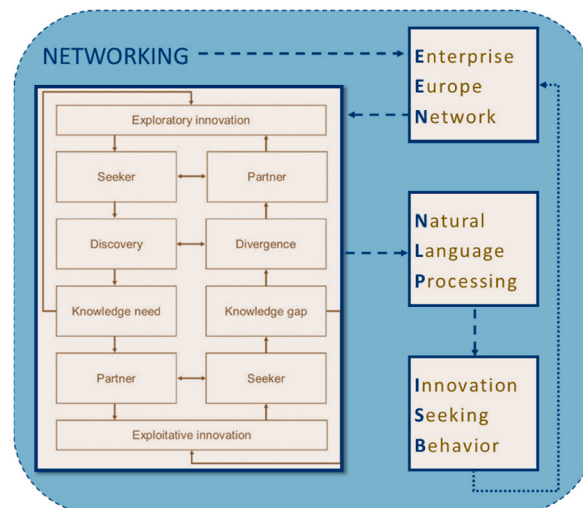 NETWORKING
Enterprise
Europe
Network
Exploratory innovation
Seeker
Partner
Discovery
Divergence
Knowledge need
Knowledge gap
Partner
Seeker
Exploitative innovation
Natural
Language
Processing
Innovation
Seeking
Behavior